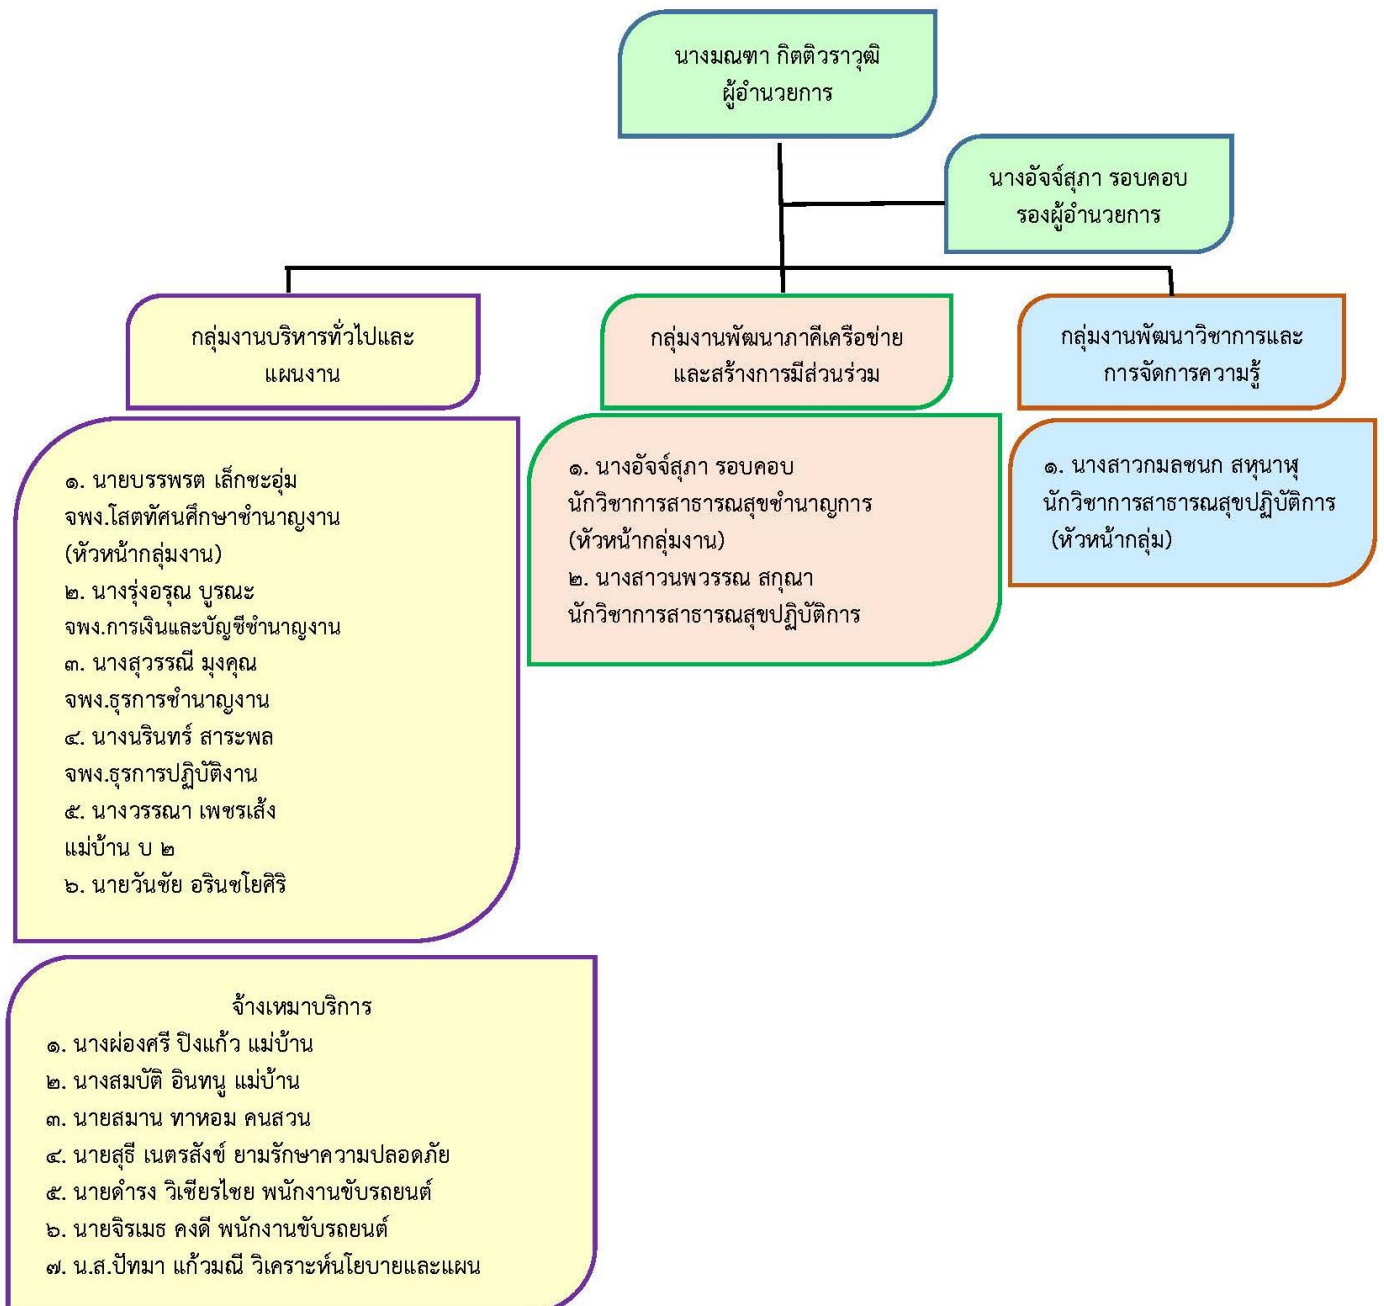 นางมณฑา กิตติวราวุฒิ
ผู้อำนวยการ
นางอัจจ์สุภา รอบคอบ
รองผู้อำนวยการ
กลุ่มงานบริหารทั่วไปและ
แผนงาน
๑. นายบรรพรต เล็กชะอุ่ม
จพง.โสตทัศนศึกษาชำนาญงาน
(หัวหน้ากลุ่มงาน)
๒. นางรุ่งอรุณ บูรณะ
จพง.การเงินและบัญชีชำนาญงาน
๓. นางสุวรรณี มุงคุณ
จพง.ธุรการชำนาญงาน
๔. นางนรินทร์ สาระพล
จพง.ธุรการปฏิบัติงาน
๕. นางวรรณา เพชรเส้ง
แม่บ้าน บ ๒
๖. นายวันชัย อรินชโยศิริ
จ้างเหมาบริการ
๑. นางผ่องศรี ปิงแก้ว แม่บ้าน
๒. นางสมบัติ อินทนู แม่บ้าน
๓. นายสมาน ทาหอม คนสวน
๔. นายสุธี เนตรสังข์ ยามรักษาความปลอดภัย
๕. นายดำรง วิเชียรไชย พนักงานขับรถยนต์
๖. นายจิรเมธ คงดี พนักงานขับรถยนต์
๗. น.ส.ปัทมา แก้วมณี วิเคราะห์นโยบายและแผน
กลุ่มงานพัฒนาภาคีเครือข่าย
และสร้างการมีส่วนร่วม
๑. นางอัจจ์สุภา รอบคอบ
นักวิชาการสาธารณสุขชำนาญการ
(หัวหน้ากลุ่มงาน)
๒. นางสาวนพวรรณ สกุณา
นักวิชาการสาธารณสุขปฏิบัติการ
กลุ่มงานพัฒนาวิชาการและ
การจัดการความรู้
๑. นางสาวกมลชนก สหุนาฬุ
นักวิชาการสาธารณสุขปฏิบัติการ
(หัวหน้ากลุ่ม)